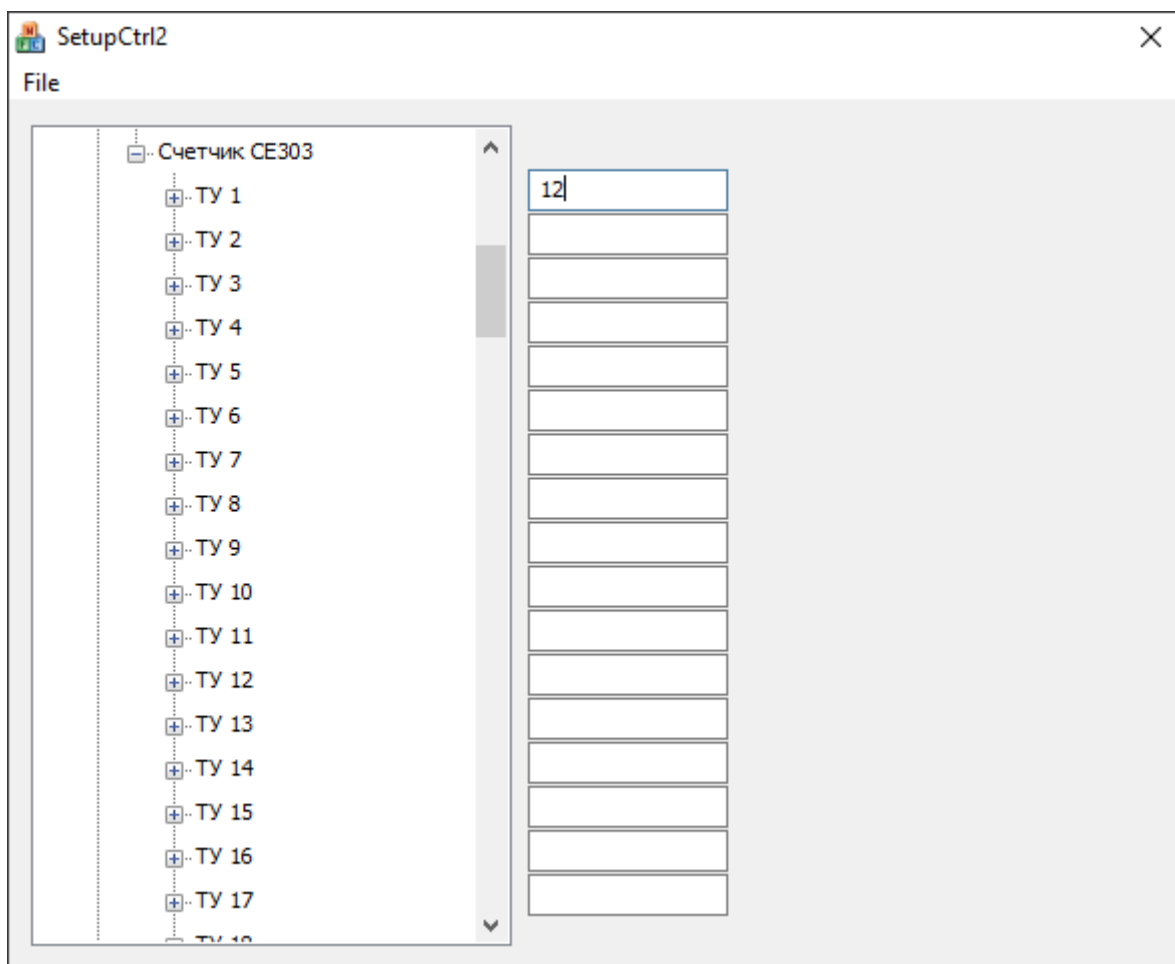 SetupCtrl2
File
Счетчик СЕ303
ТУ 1
12
ТУ 2
ТУ 3
ТУ 4
ТУ 5
ТУ 6
ТУ 7
ТУ 8
ТУ 9
ТУ 10
ТУ 11
ТУ 12
ТУ 13
ТУ 14
ТУ 15
ТУ 16
ТУ 17